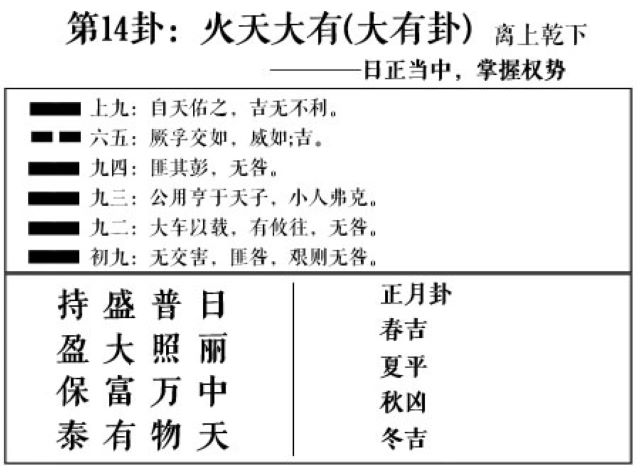 第14卦：火天大有(大有卦) 离上乾下
————日正当中，掌握权势
上九：自天佑之，吉无不利。
六五：厥孚交如，威如;吉。
九四：匪其彭，无咎。
九三：公用亨于天子，小人弗克。
九二：大车以载，有攸往，无咎。
初九：无交害，匪咎，艰则无咎。
日丽中天
普照万物
盛大富有
持盈保泰
正月卦
春吉
夏平
秋凶
冬吉